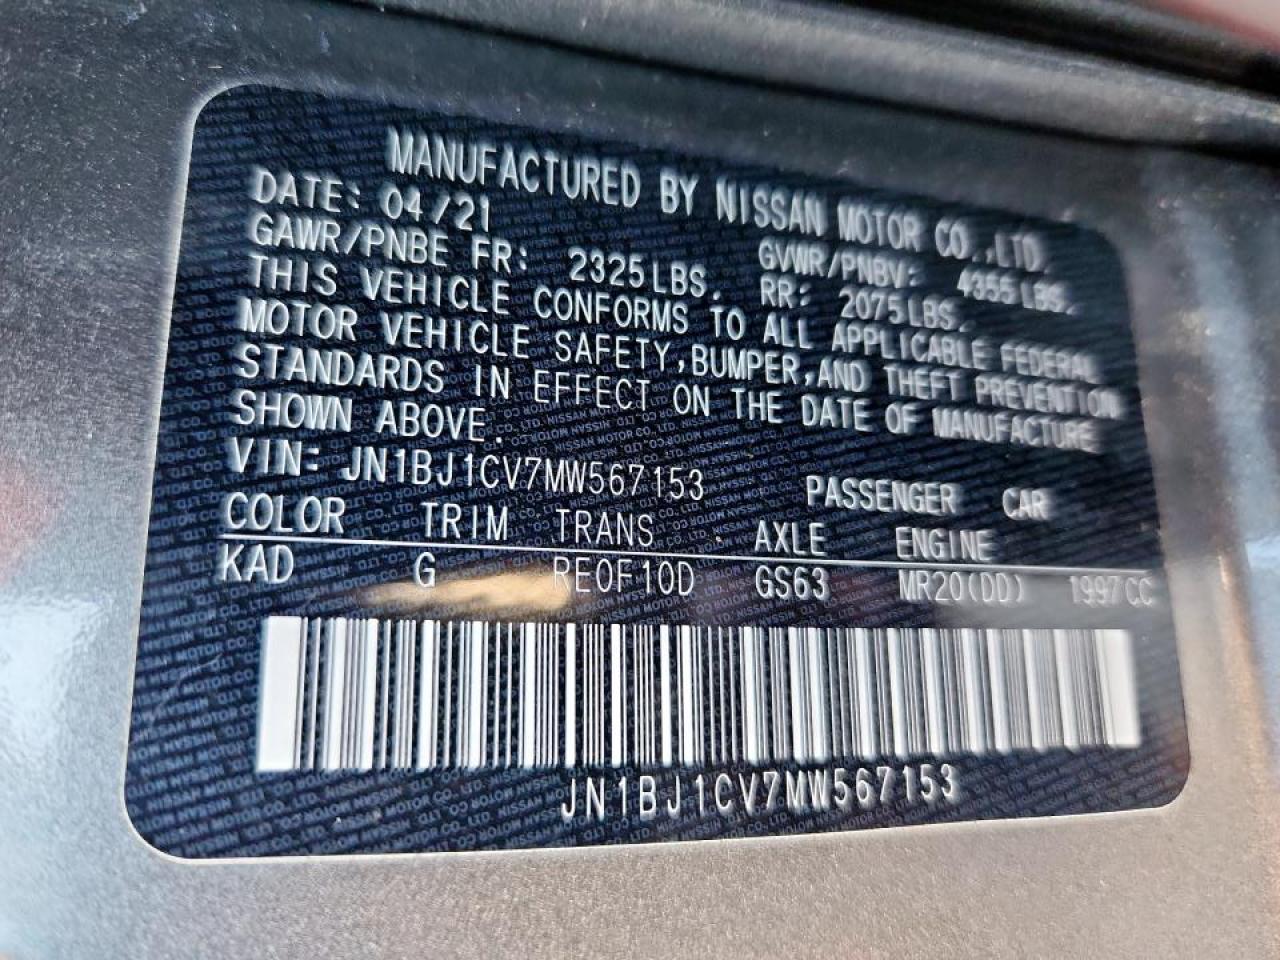 MANUFACTURED BY NISSAN MOTOR CO.,LTD.
DATE: 04/21 GVWR/PNBV: 4355LBS.
GAWR/PNBE FR: 2325LBS. RR: 2075LBS.
THIS VEHICLE CONFORMS TO ALL APPLICABLE FEDERAL
MOTOR VEHICLE SAFETY,BUMPER,AND THEFT PREVENTION
STANDARDS IN EFFECT ON THE DATE OF MANUFACTURE
SHOWN ABOVE.
VIN: JN1BJ1CV7MW567153 PASSENGER CAR
COLOR TRIM TRANS AXLE ENGINE
KAD G RE0F10D GS63 MR20(DD) 1997CC
JN1BJ1CV7MW567153